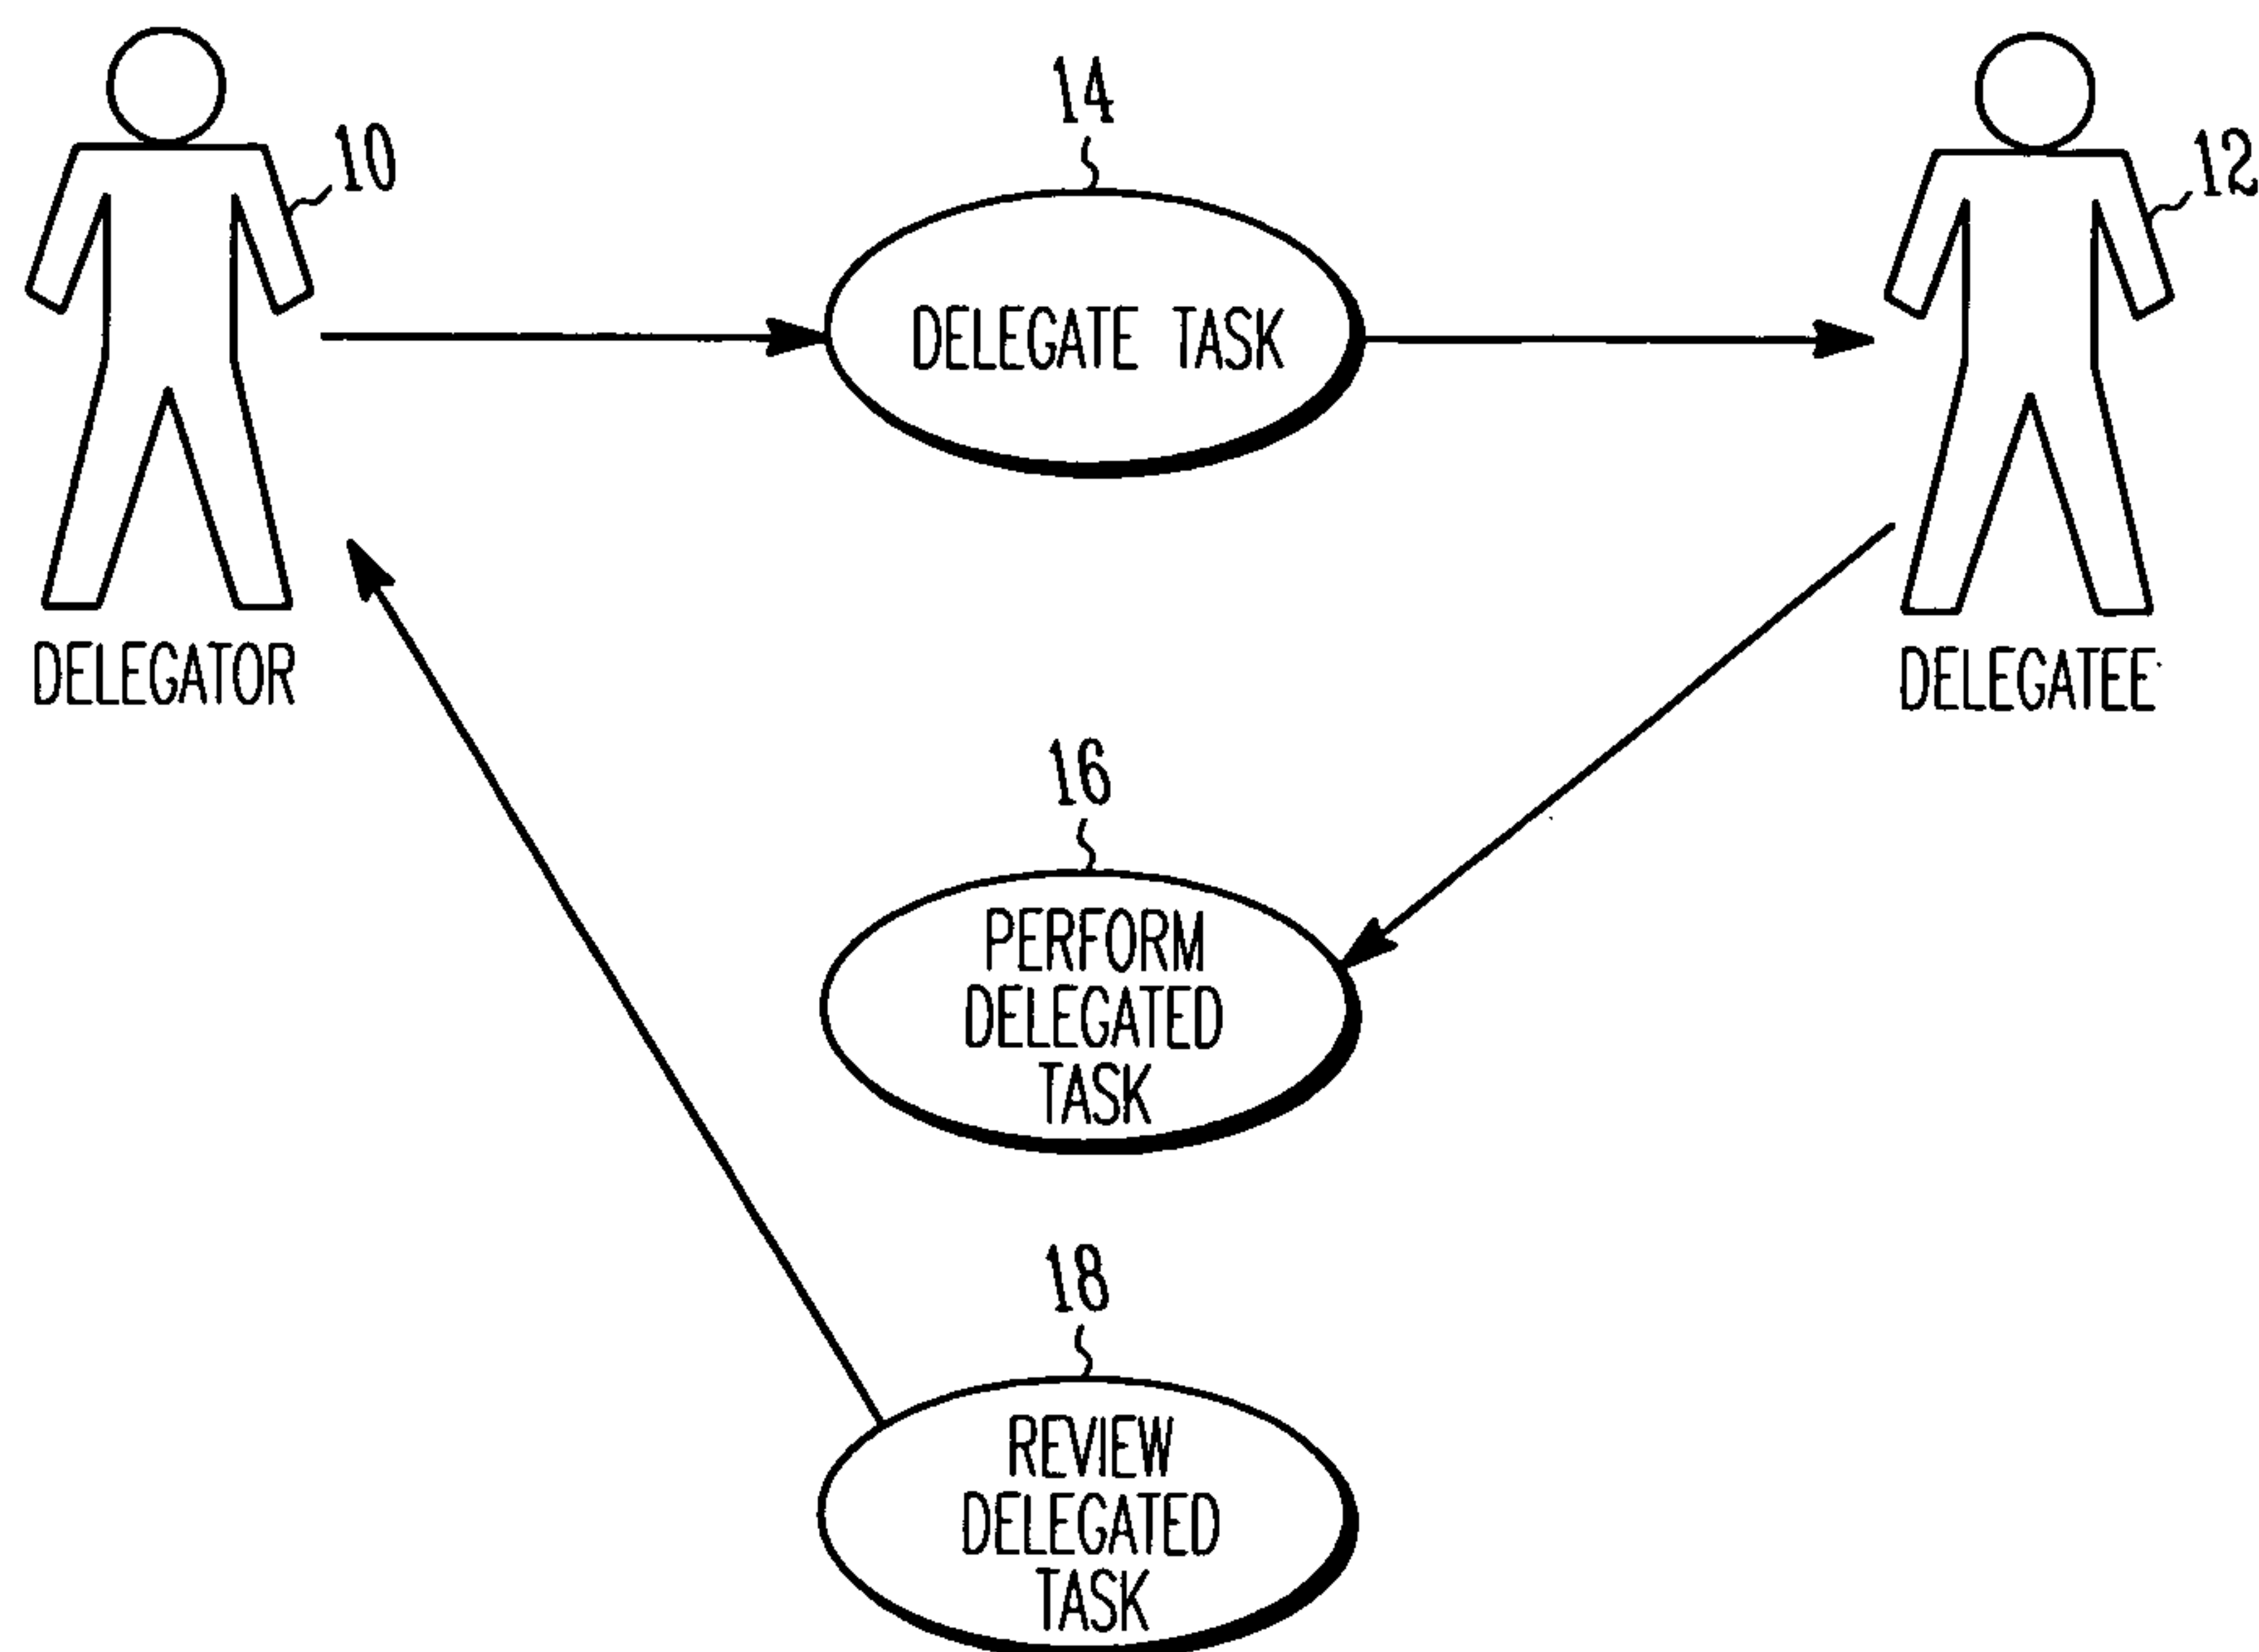 14
10
12
DELEGATE TASK
DELEGATOR
DELEGATEE
16
PERFORM
DELEGATED
TASK
18
REVIEW
DELEGATED
TASK